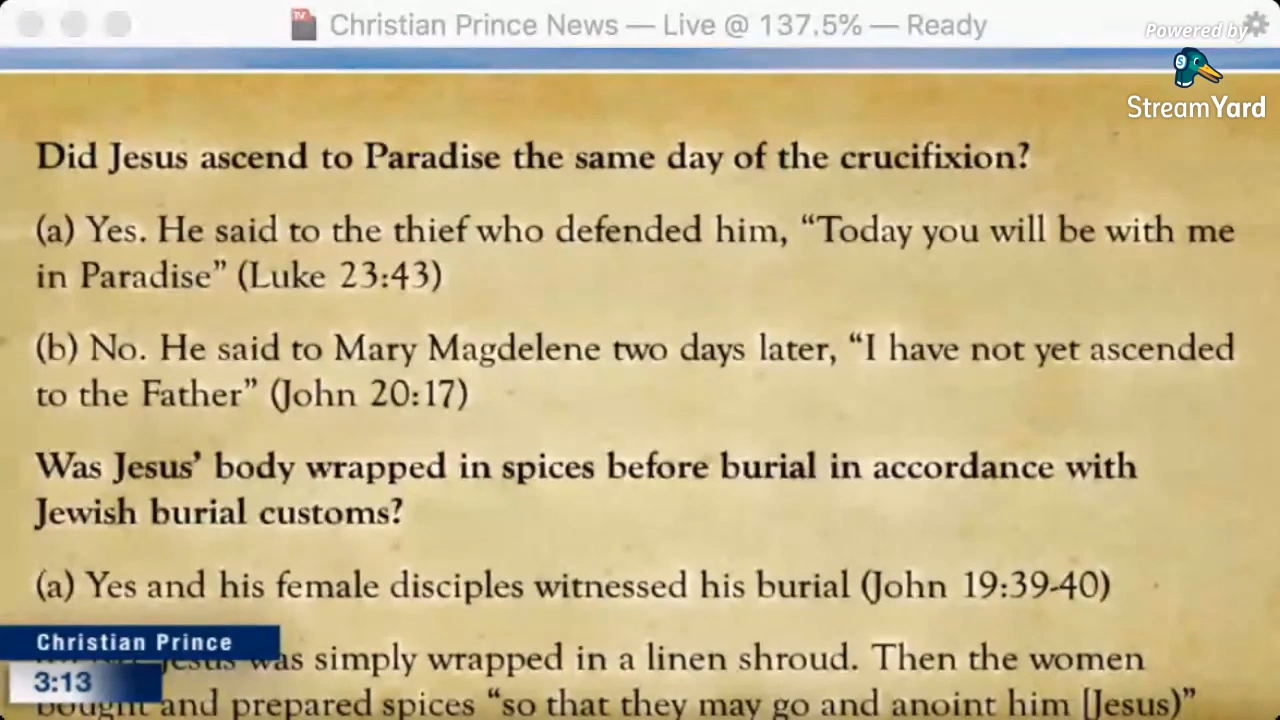 Christian Prince News — Live @ 137.5% — Ready
Powered by
StreamYard
Did Jesus ascend to Paradise the same day of the crucifixion?
(a) Yes. He said to the thief who defended him, “Today you will be with me
in Paradise” (Luke 23:43)
(b) No. He said to Mary Magdelene two days later, “I have not yet ascended
to the Father” (John 20:17)
Was Jesus’ body wrapped in spices before burial in accordance with
Jewish burial customs?
(a) Yes and his female disciples witnessed his burial (John 19:39-40)
Jesus was simply wrapped in a linen shroud. Then the women
bought and prepared spices “so that they may go and anoint him [Jesus)”
Christian Prince
3:13